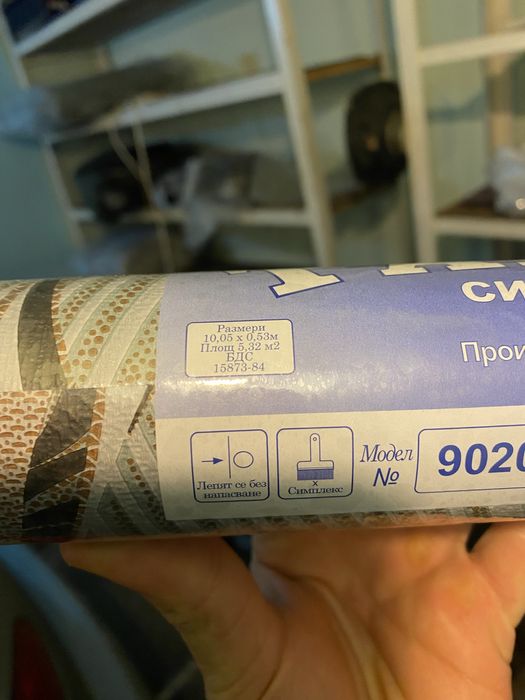 си
Прои
Размери
10,05 x 0,53м
Площ 5,32 м2
БДС
15873-84
Лепят се без
напасване
x
Симплекс
Модел
№
9020